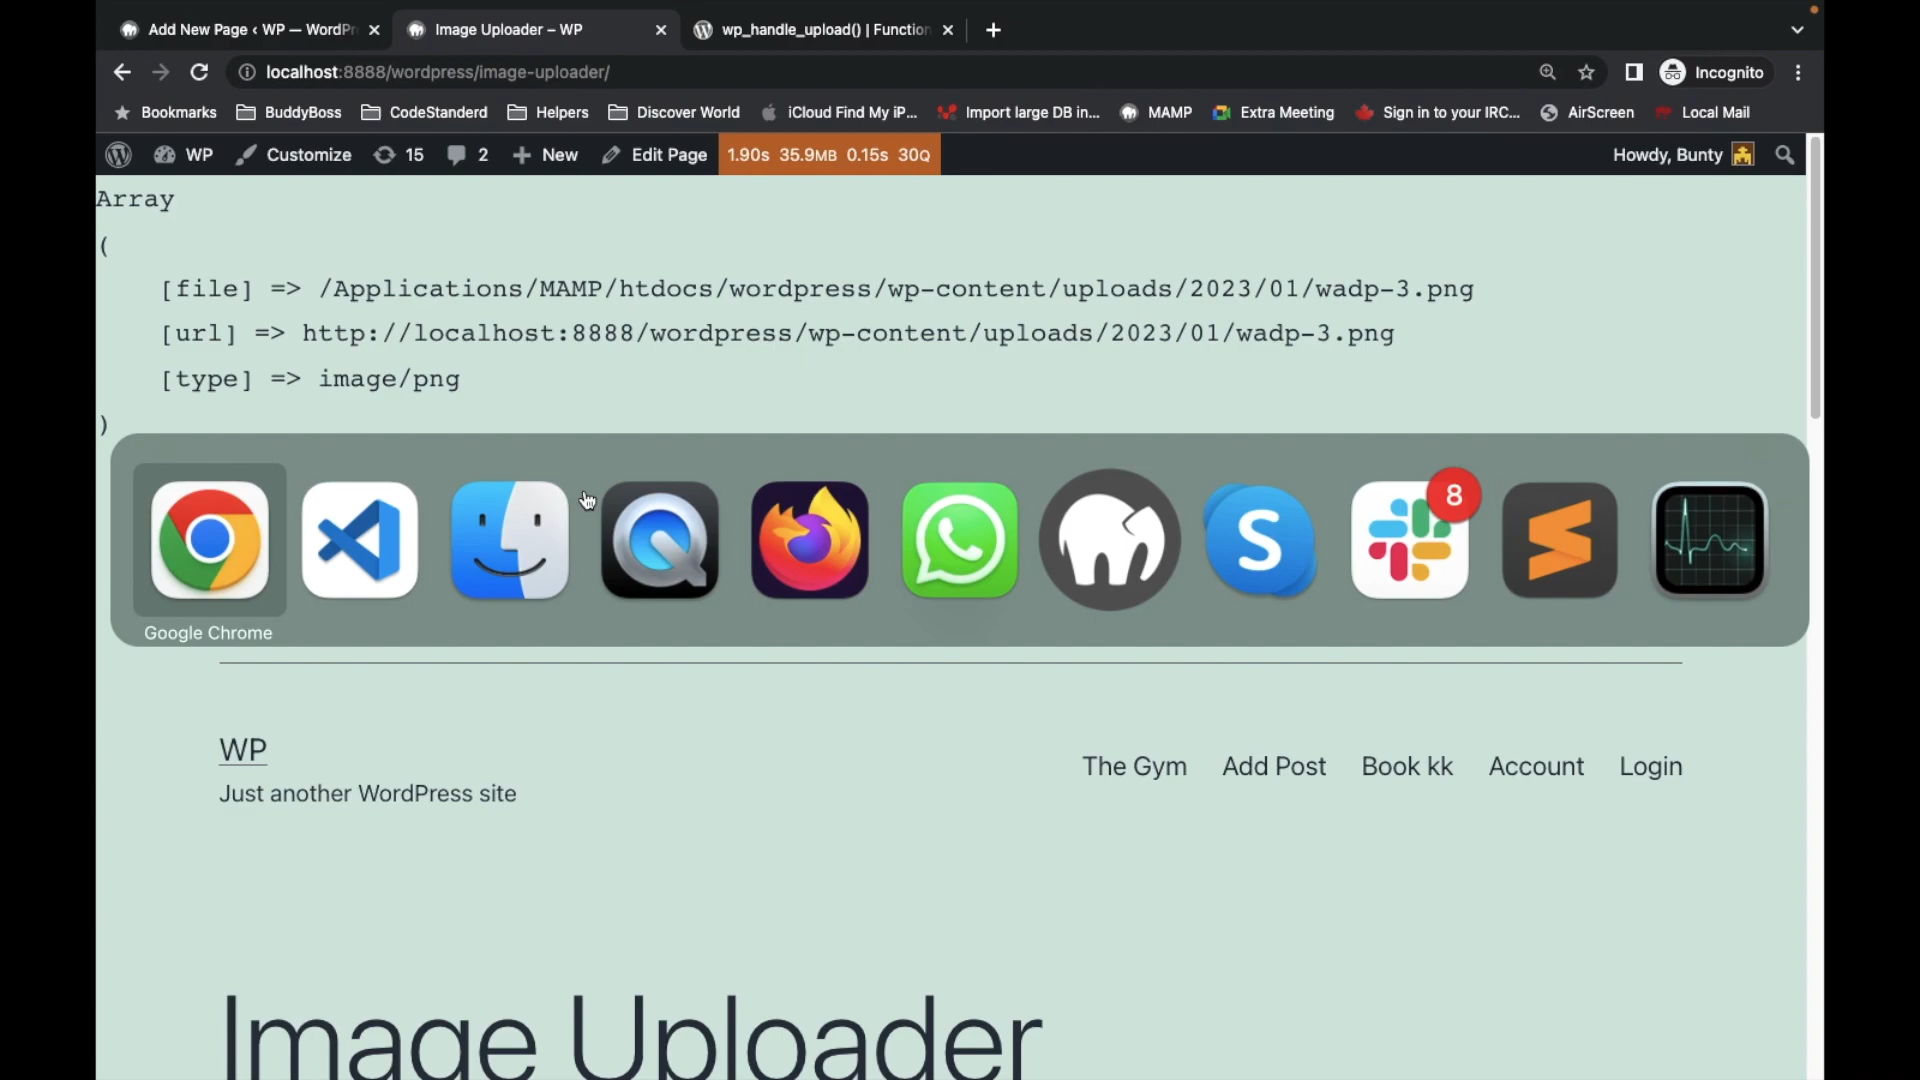 Add New Page ‹ WP — WordPr
Image Uploader – WP
wp_handle_upload() | Function
localhost:8888/wordpress/image-uploader/
Incognito
Bookmarks
BuddyBoss
CodeStanderd
Helpers
Discover World
iCloud Find My iP...
Import large DB in...
MAMP
Extra Meeting
Sign in to your IRC...
AirScreen
Local Mail
WP
Customize
15
2
New
Edit Page
1.90s 35.9MB 0.15s 30Q
Howdy, Bunty
Array
(
[file] => /Applications/MAMP/htdocs/wordpress/wp-content/uploads/2023/01/wadp-3.png
[url] => http://localhost:8888/wordpress/wp-content/uploads/2023/01/wadp-3.png
[type] => image/png
)
S
8
Google Chrome
WP
The Gym
Add Post
Book kk
Account
Login
Just another WordPress site
Image Uploader